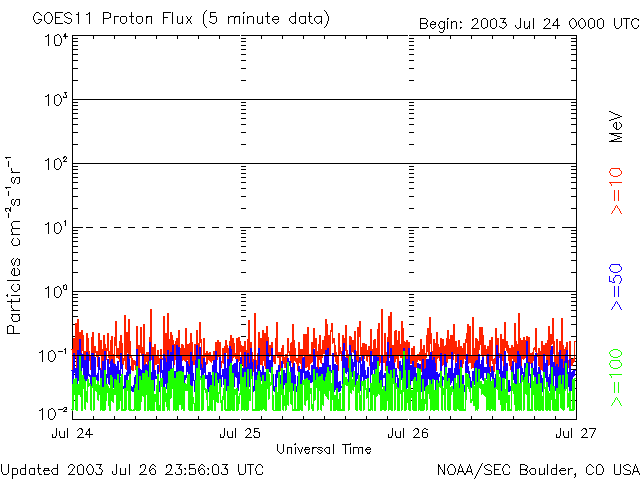 GOES11 Proton Flux (5 minute data)
Begin: 2003 Jul 24 0000 UTC
10⁴
10³
10²
10¹
10⁰
10⁻¹
10⁻²
Particles cm⁻²s⁻¹sr⁻¹
MeV
>=10
>=50
>=100
Jul 24 Jul 25 Jul 26 Jul 27
Universal Time
Updated 2003 Jul 26 23:56:03 UTC
NOAA/SEC Boulder, CO USA